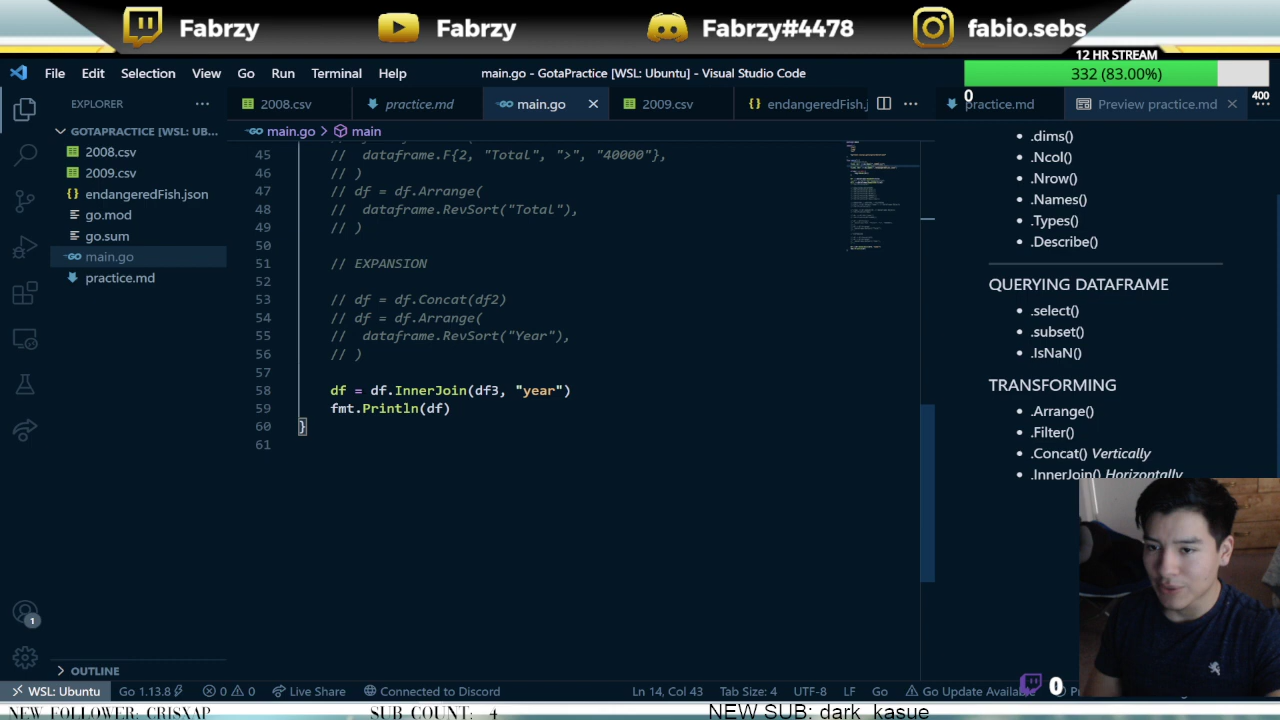 Fabrzy
Fabrzy
Fabrzy#4478
fabio.sebs
12 HR STREAM
332 (83.00%)
0
400
File Edit Selection View Go Run Terminal Help
main.go - GotaPractice [WSL: Ubuntu] - Visual Studio Code
EXPLORER
2008.csv
practice.md
main.go
2009.csv
endangeredFish.j
practice.md
Preview practice.md
GOTAPRACTICE [WSL: UB...
2008.csv
2009.csv
endangeredFish.json
go.mod
go.sum
main.go
practice.md
OUTLINE
main.go > main
45 // dataframe.F{2, "Total", ">", "40000"},
46 // )
47 // df = df.Arrange(
48 // dataframe.RevSort("Total"),
49 // )
50
51 // EXPANSION
52
53 // df = df.Concat(df2)
54 // df = df.Arrange(
55 // dataframe.RevSort("Year"),
56 // )
57
58 df = df.InnerJoin(df3, "year")
59 fmt.Println(df)
60 }
61
.dims()
.Ncol()
.Nrow()
.Names()
.Types()
.Describe()
QUERYING DATAFRAME
.select()
.subset()
.IsNaN()
TRANSFORMING
.Arrange()
.Filter()
.Concat() Vertically
.InnerJoin() Horizontally
1
WSL: Ubuntu Go 1.13.8 0 0 Live Share Connected to Discord Ln 14, Col 43 Tab Size: 4 UTF-8 LF Go Go Update Availa
0
NEW FOLLOWER: CRISXAP
SUB COUNT: 4
NEW SUB: dark_kasue